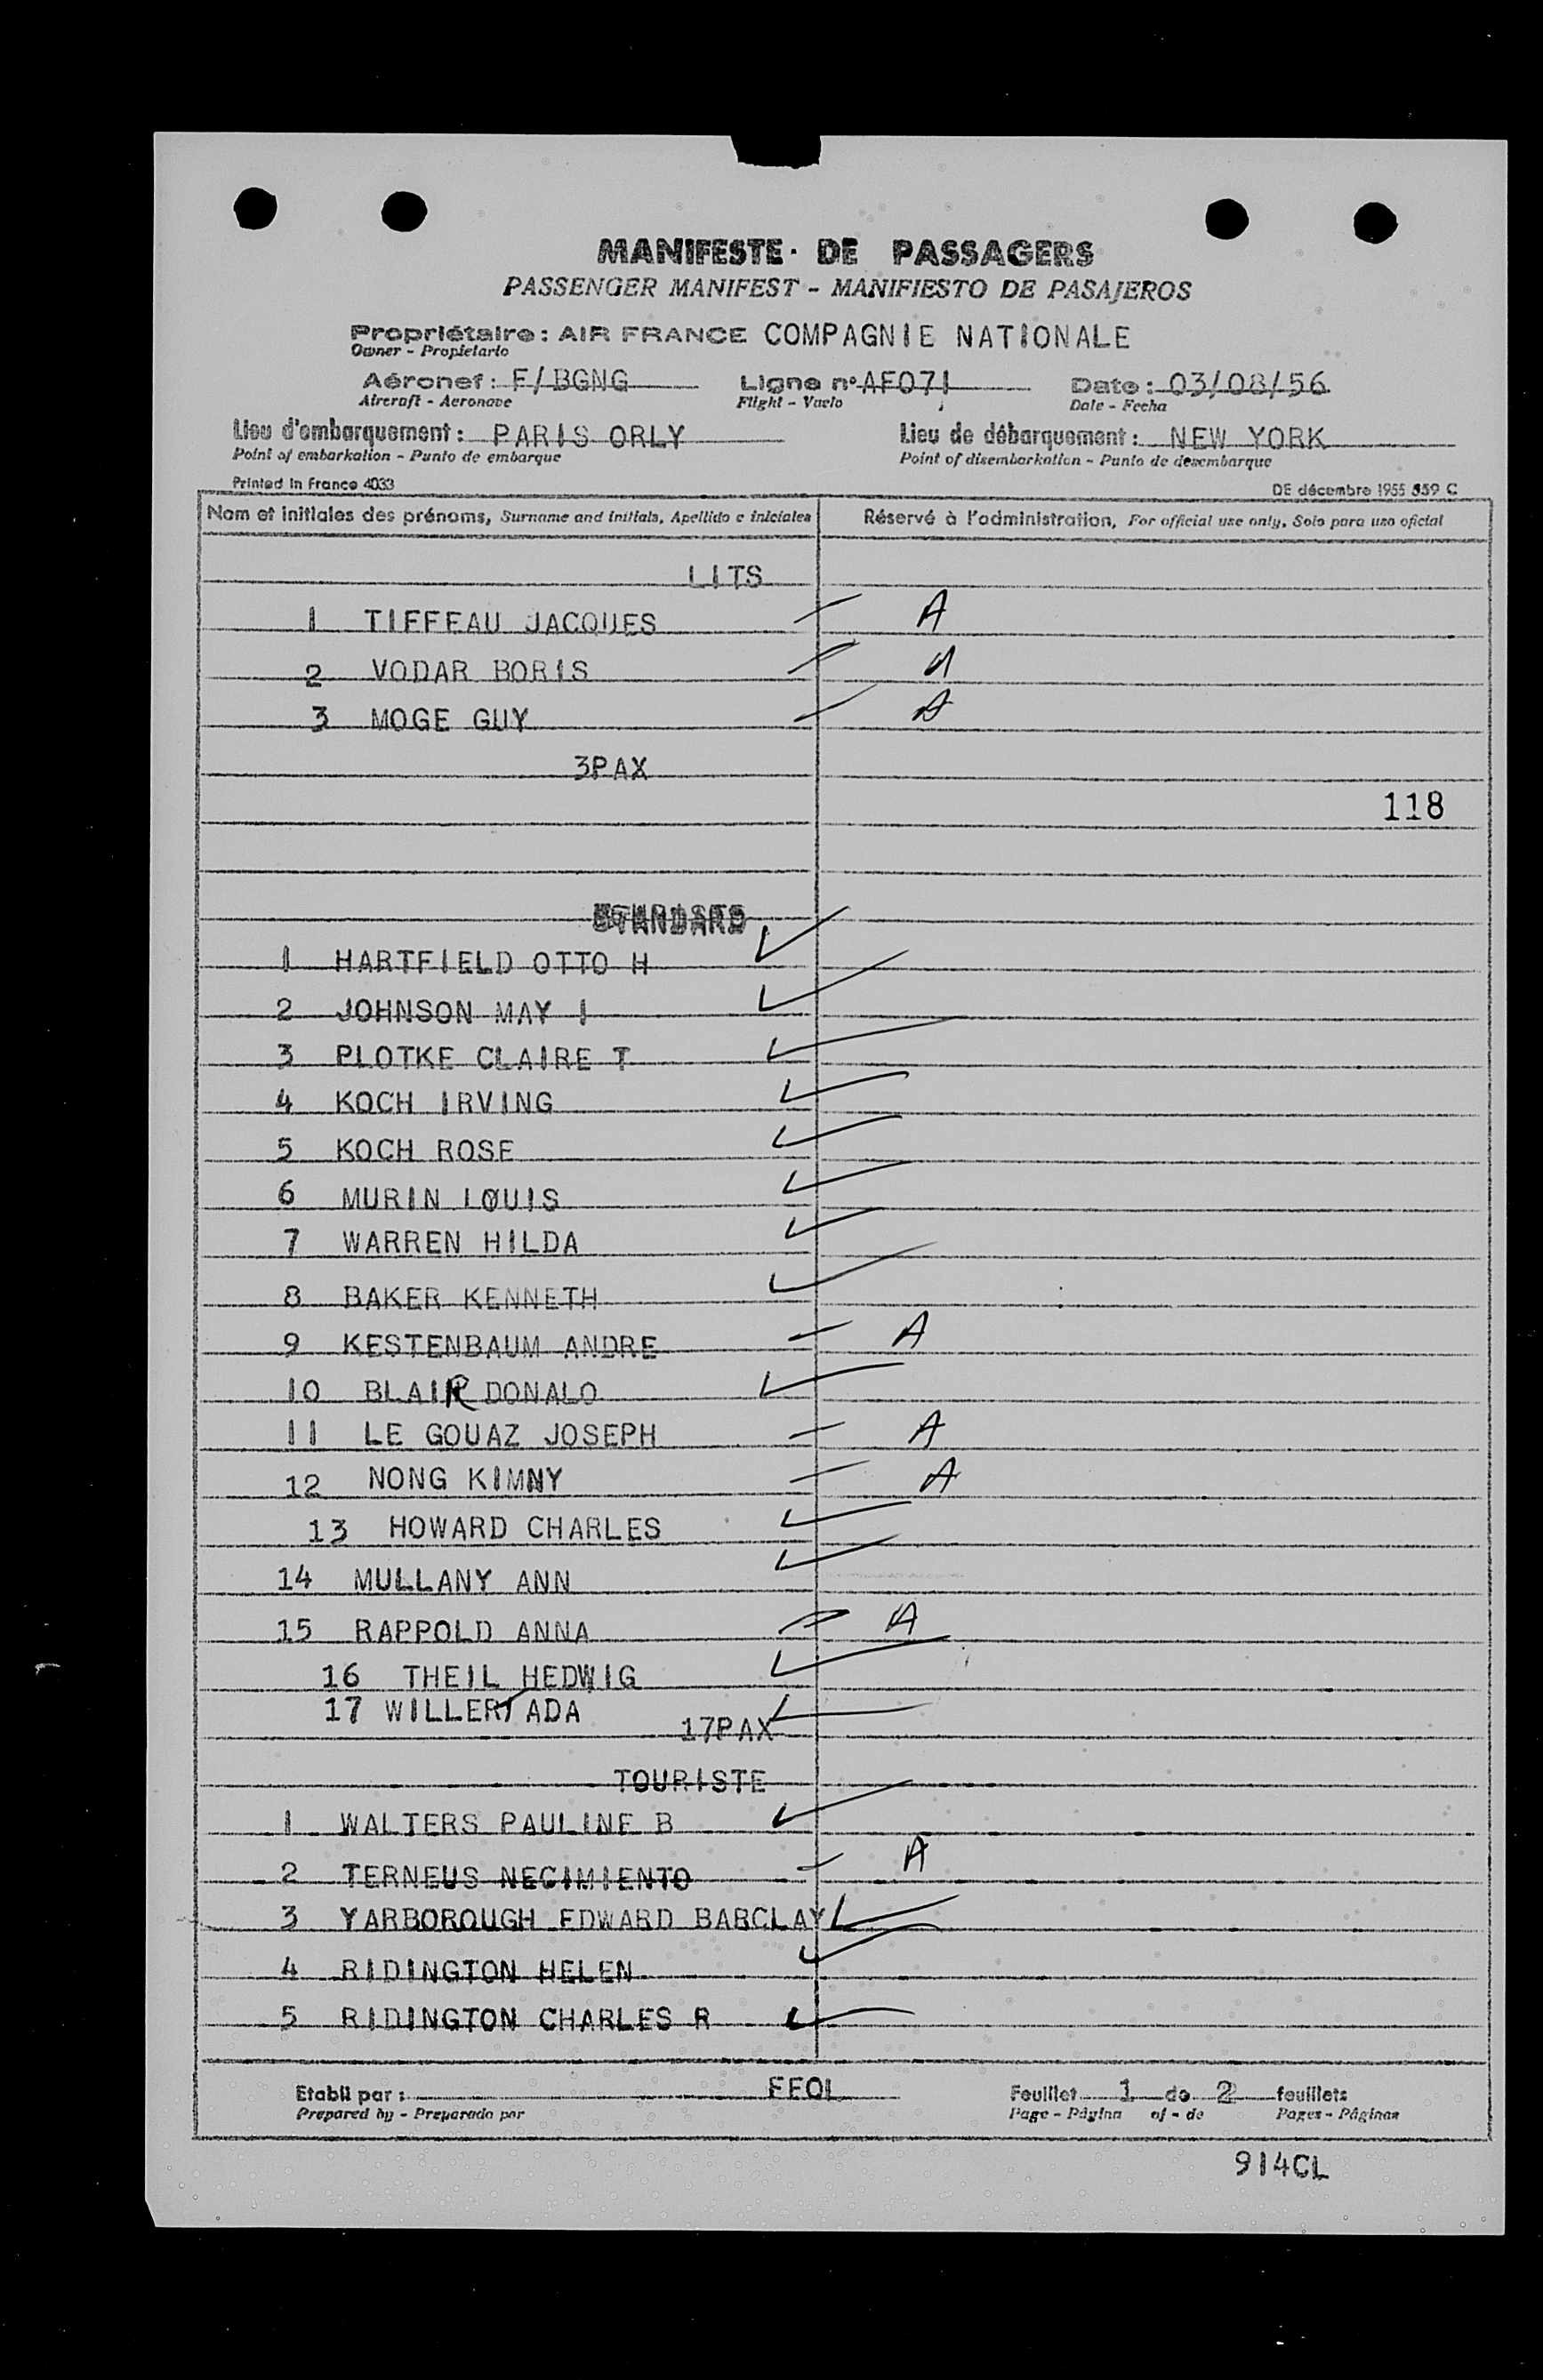 MANIFESTE · DE PASSAGERS
PASSENGER MANIFEST - MANIFIESTO DE PASAJEROS
Propriétaire : AIR FRANCE COMPAGNIE NATIONALE
Owner - Propietario
Aéronef : F/BGNG Ligne n° AF071 Date : 03/08/56
Aircraft - Aeronave Flight - Vuelo Date - Fecha
Lieu d'embarquement : PARIS ORLY Lieu de débarquement : NEW YORK
Point of embarkation - Punto de embarque Point of disembarkation - Punto de desembarque
Printed in France 4033 DE décembre 1955 559 C
Nom et initiales des prénoms, Surname and initials, Apellido e iniciales Réservé à l'administration, For official use only, Solo para uso oficial
LITS
1 TIFFEAU JACQUES A
2 VODAR BORIS A
3 MOGE GUY A
3PAX
118
STANDARD
1 HARTFIELD OTTO H
2 JOHNSON MAY I
3 PLOTKE CLAIRE T
4 KOCH IRVING
5 KOCH ROSE
6 MURIN LOUIS
7 WARREN HILDA
8 BAKER KENNETH
9 KESTENBAUM ANDRE A
10 BLAIR DONALO
11 LE GOUAZ JOSEPH A
12 NONG KIMNY A
13 HOWARD CHARLES
14 MULLANY ANN
15 RAPPOLD ANNA A
16 THEIL HEDWIG
17 WILLERT ADA
17PAX
TOURISTE
1 WALTERS PAULINE B
2 TERNEUS NECIMIENTO A
3 YARBOROUGH EDWARD BARCLAY
4 RIDINGTON HELEN
5 RIDINGTON CHARLES R
Etabli par : FFOL Feuillet 1 de 2 feuillets
Prepared by - Preparado por Page - Página of - de Pages - Páginas
914CL